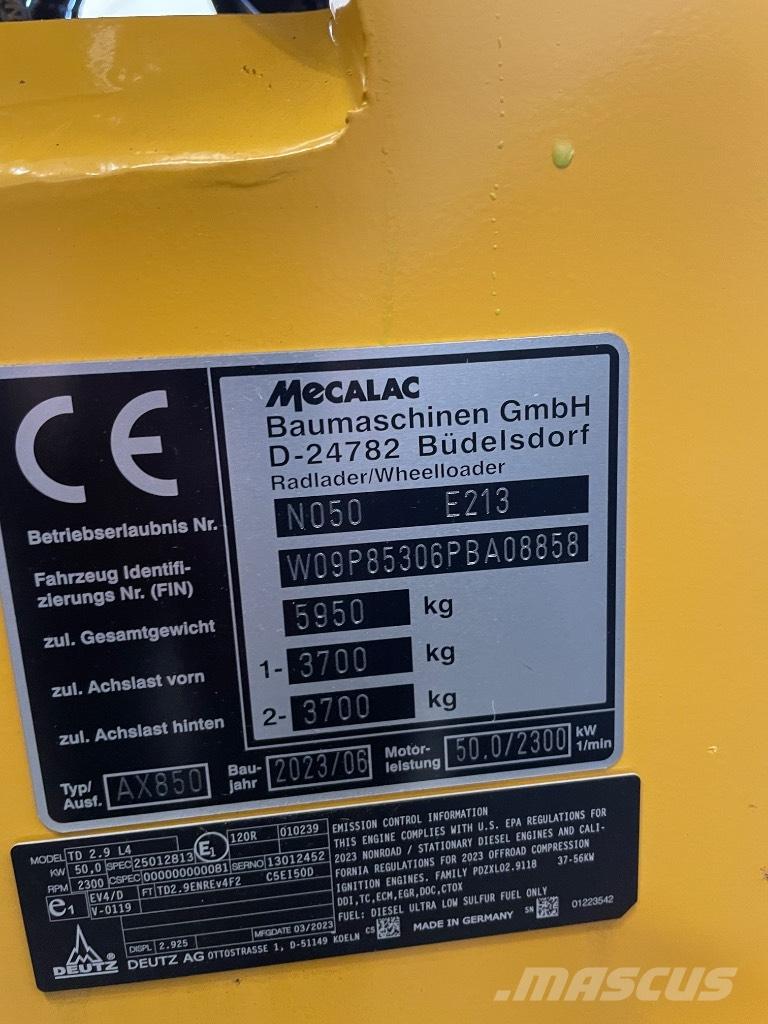 CE
MECALAC
Baumaschinen GmbH
D-24782 Büdelsdorf
Radlader/Wheelloader
Betriebserlaubnis Nr. N050 E213
Fahrzeug Identifi-
zierungs Nr. (FIN) W09P85306PBA08858
zul. Gesamtgewicht 5950 kg
zul. Achslast vorn 1- 3700 kg
zul. Achslast hinten 2- 3700 kg
Typ/
Ausf. AX850
Bau-
jahr 2023/06
Motor-
leistung 50.0/2300 kW
1/min
MODEL TD 2.9 L4
KW 50,0 SPEC 25012813 E1 120R 010239
RPM 2300 CSPEC 000000000081 SERNO 13012452
e1 EV4/D FT TD2.9ENREv4F2 C5E150D
V-0119
DISPL 2.925 MFGDATE 03/2023
DEUTZ
DEUTZ AG OTTOSTRASSE 1, D-51149 KOELN
EMISSION CONTROL INFORMATION
THIS ENGINE COMPLIES WITH U.S. EPA REGULATIONS FOR
2023 NONROAD / STATIONARY DIESEL ENGINES AND CALI-
FORNIA REGULATIONS FOR 2023 OFFROAD COMPRESSION
IGNITION ENGINES. FAMILY PDZXL02.9118 37-56KW
DDI,TC,ECM,EGR,DOC,CTOX
FUEL: DIESEL ULTRA LOW SULFUR FUEL ONLY
CS MADE IN GERMANY SN 01223542
MASCUS